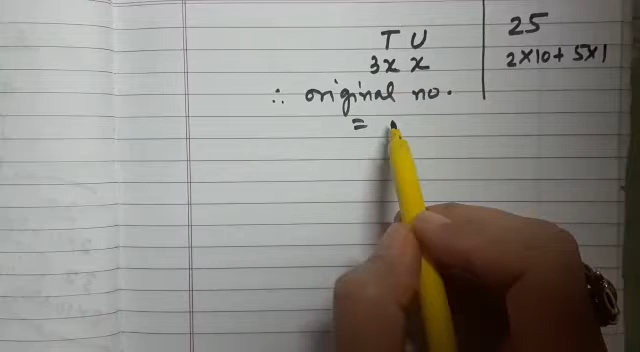 T U
3x x
∴ original no.
=
25
2×10+ 5×1